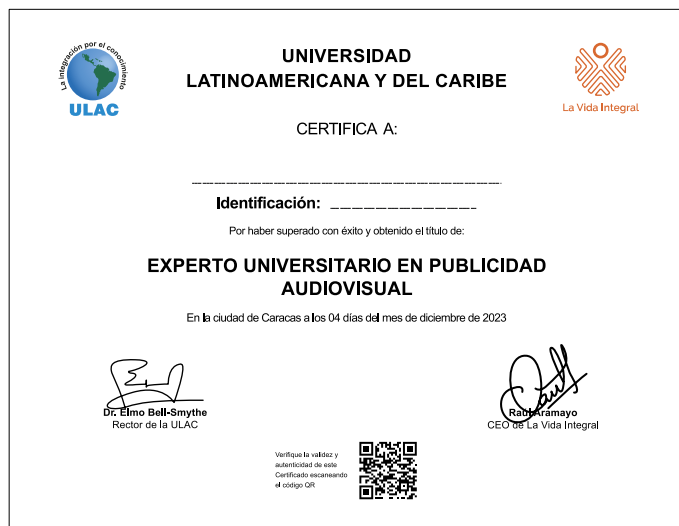 La integración por el conocimiento
ULAC
UNIVERSIDAD
LATINOAMERICANA Y DEL CARIBE
La Vida Integral
CERTIFICA A:
Identificación:
Por haber superado con éxito y obtenido el título de:
EXPERTO UNIVERSITARIO EN PUBLICIDAD
AUDIOVISUAL
En la ciudad de Caracas a los 04 días del mes de diciembre de 2023
Dr. Elmo Bell-Smythe
Rector de la ULAC
Raúl Aramayo
CEO de La Vida Integral
Verifique la validez y
autenticidad de este
Certificado escaneando
el código QR